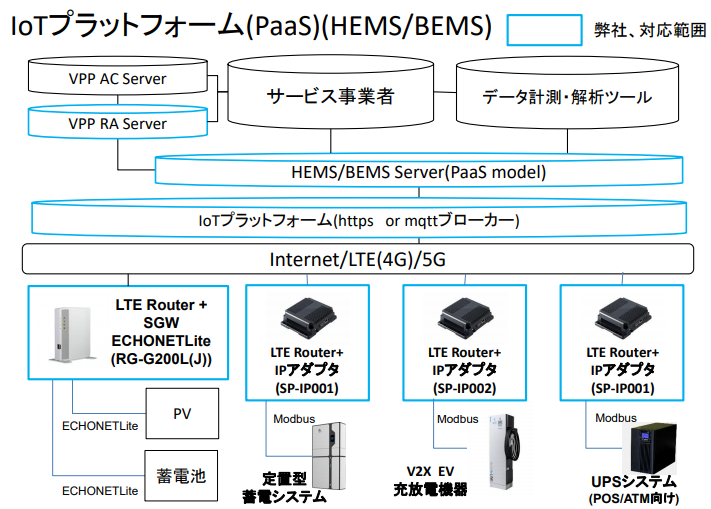 IoTプラットフォーム(PaaS)(HEMS/BEMS)
弊社、対応範囲
VPP AC Server
VPP RA Server
サービス事業者
データ計測・解析ツール
HEMS/BEMS Server(PaaS model)
IoTプラットフォーム(https or mqttブローカー)
Internet/LTE(4G)/5G
LTE Router +
SGW
ECHONETLite
(RG-G200L(J))
LTE Router+
IPアダプタ
(SP-IP001)
LTE Router+
IPアダプタ
(SP-IP002)
LTE Router+
IPアダプタ
(SP-IP001)
ECHONETLite
PV
ECHONETLite
蓄電池
Modbus
定置型
蓄電システム
Modbus
V2X EV
充放電機器
Modbus
UPSシステム
(POS/ATM向け)